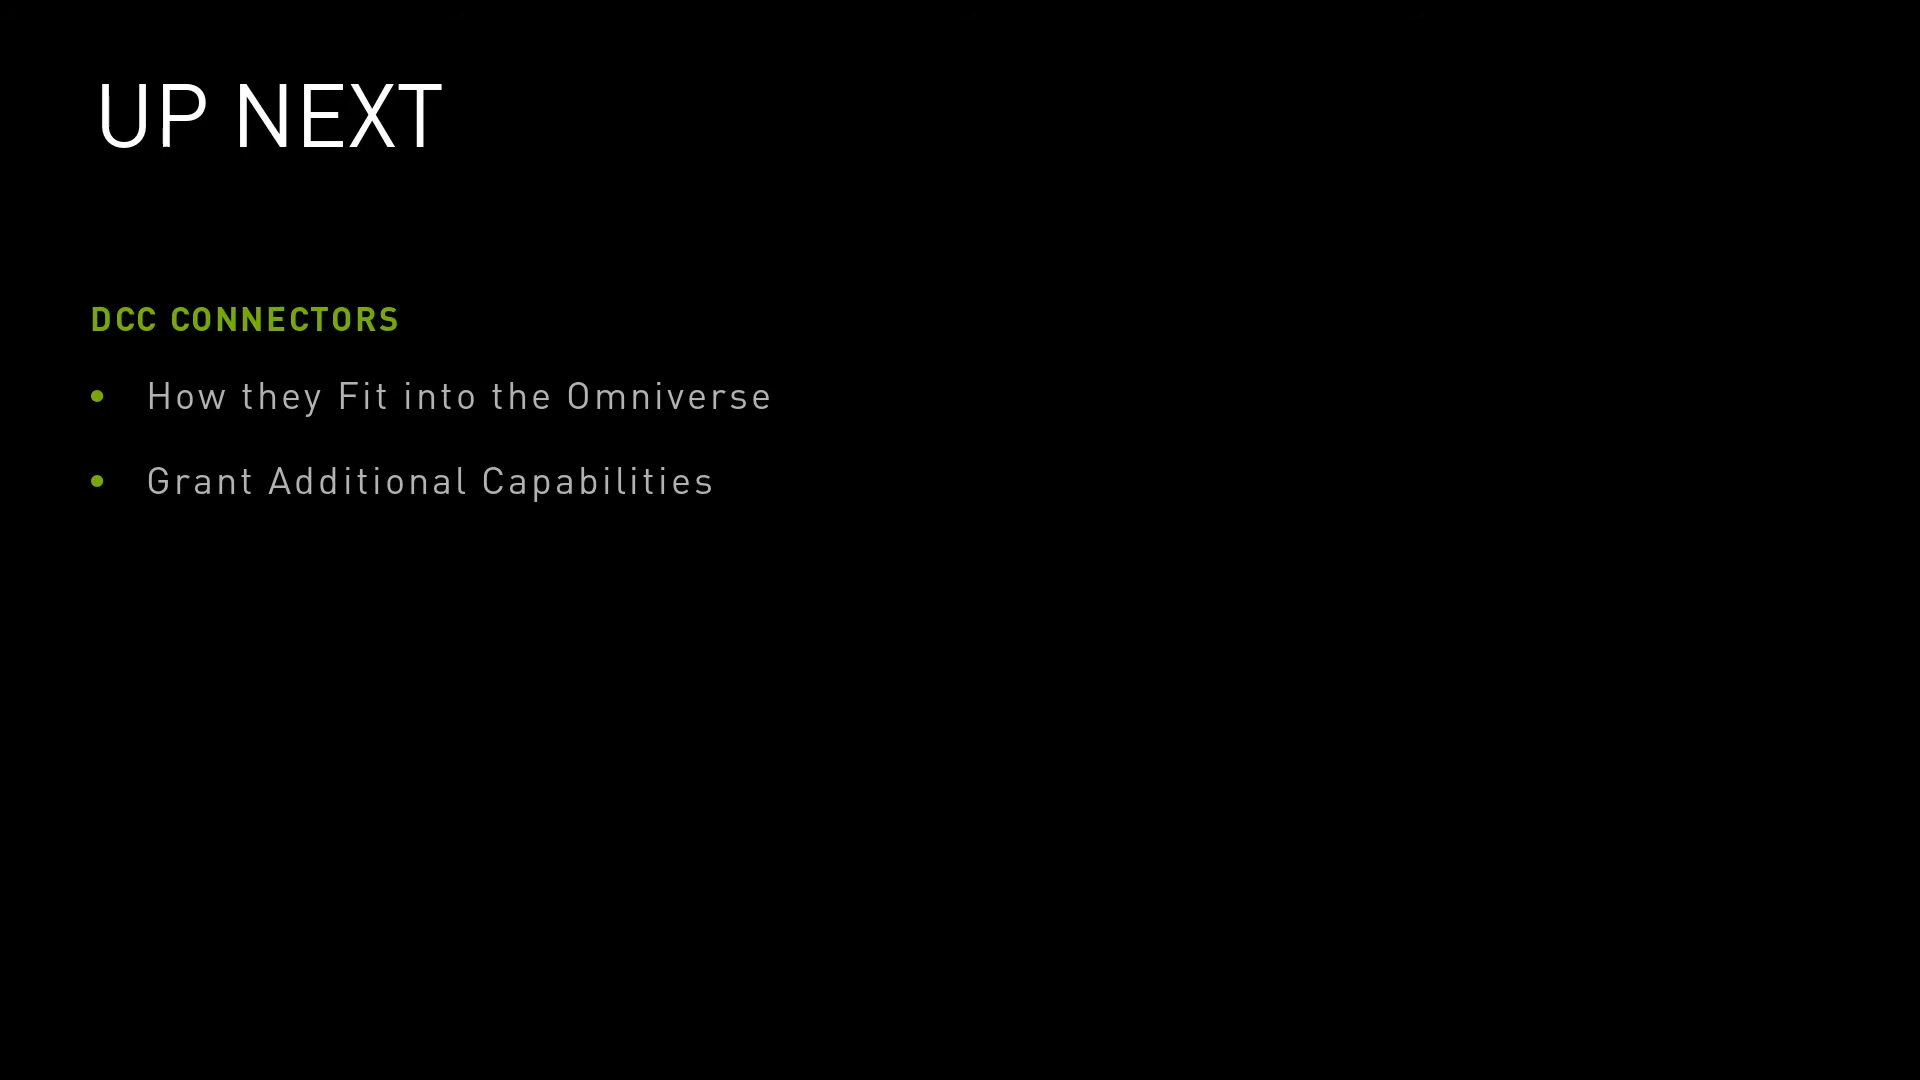 UP NEXT
DCC CONNECTORS
• How they Fit into the Omniverse
• Grant Additional Capabilities